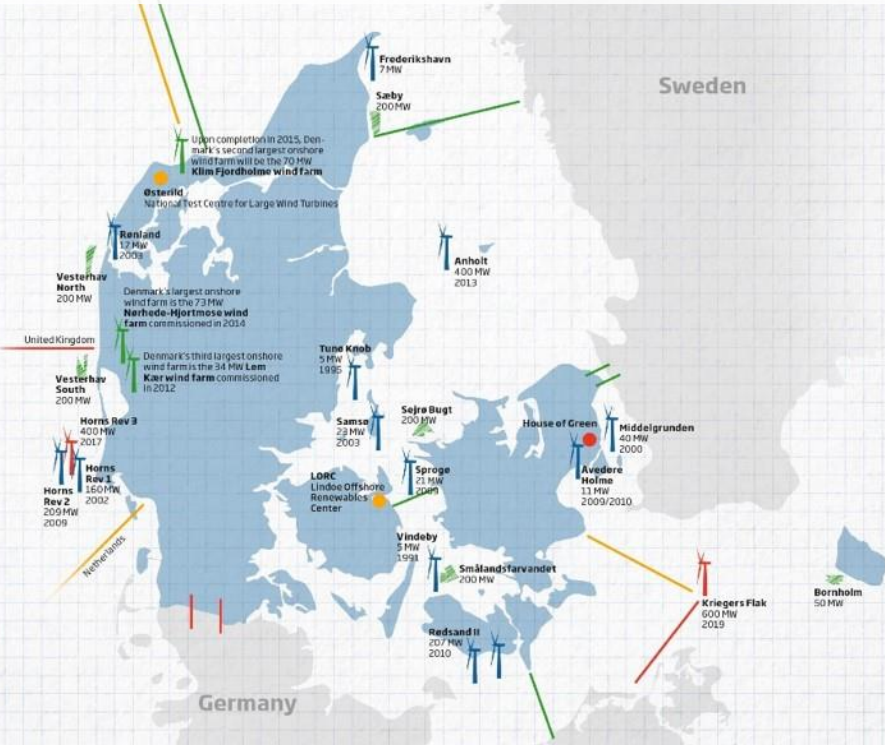 Frederikshavn
7 MW
Sæby
200MW
Sweden
Upon completion in 2015, Den-
mark's second largest onshore
wind farm will be the 70 MW
Klim Fjordholme wind farm
Østerild
National Test Centre for Large Wind Turbines
Rønland
17 MW
2003
Anholt
400 MW
2013
Vesterhav
North
200 MW
Denmark's largest onshore
wind farm is the 73 MW
Nørhede-Hjortmose wind
farm commissioned in 2014
United Kingdom
Denmark's third largest onshore
wind farm is the 34 MW Lem
Kær wind farm commissioned
in 2012
Tunø Knob
5 MW
1995
Vesterhav
South
200 MW
Samsø
23 MW
2003
Sejrø Bugt
200 MW
House of Green
Middelgrunden
40 MW
2000
Horns Rev 3
400 MW
2017
Horns
Rev 1
160 MW
2002
Horns
Rev 2
209 MW
2009
LORC
Lindoe Offshore
Renewables
Center
Sprogø
21 MW
2009
Avedøre
Holme
11 MW
2009/2010
Netherlands
Vindeby
5 MW
1991
Smålandsfarvandet
200 MW
Kriegers Flak
600 MW
2019
Bornholm
50 MW
Rødsand II
207 MW
2010
Germany